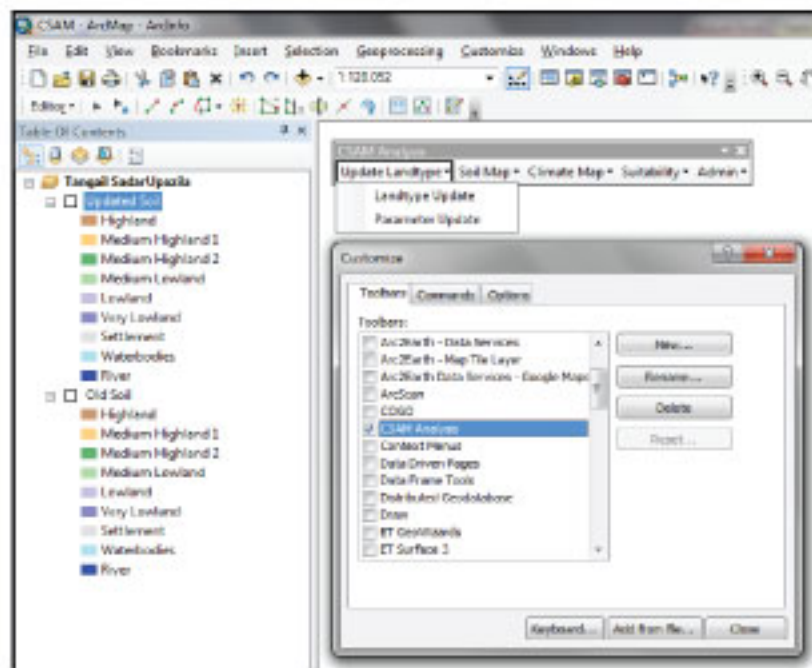 CSAM - ArcMap - ArcInfo
File Edit View Bookmarks Insert Selection Geoprocessing Customize Windows Help
1:128,052
Editor
Table Of Contents
Tangail SadarUpazila
Updated Soil
Highland
Medium Highland 1
Medium Highland 2
Medium Lowland
Lowland
Very Lowland
Settlement
Waterbodies
River
Old Soil
Highland
Medium Highland 1
Medium Highland 2
Medium Lowland
Lowland
Very Lowland
Settlement
Waterbodies
River
CSAM Analysis
Update Landtype Soil Map Climate Map Suitability Admin
Landtype Update
Parameter Update
Customize
Toolbars Commands Options
Toolbars:
Arc2Earth - Data Services
Arc2Earth - Map Tile Layer
Arc2Earth Data Services - Google Maps
ArcScan
COGO
CSAM Analysis
Context Menus
Data Driven Pages
Data Frame Tools
Distributed Geodatabase
Draw
ET GeoWizards
ET Surface 3
New...
Rename...
Delete
Reset...
Keyboard... Add from file... Close